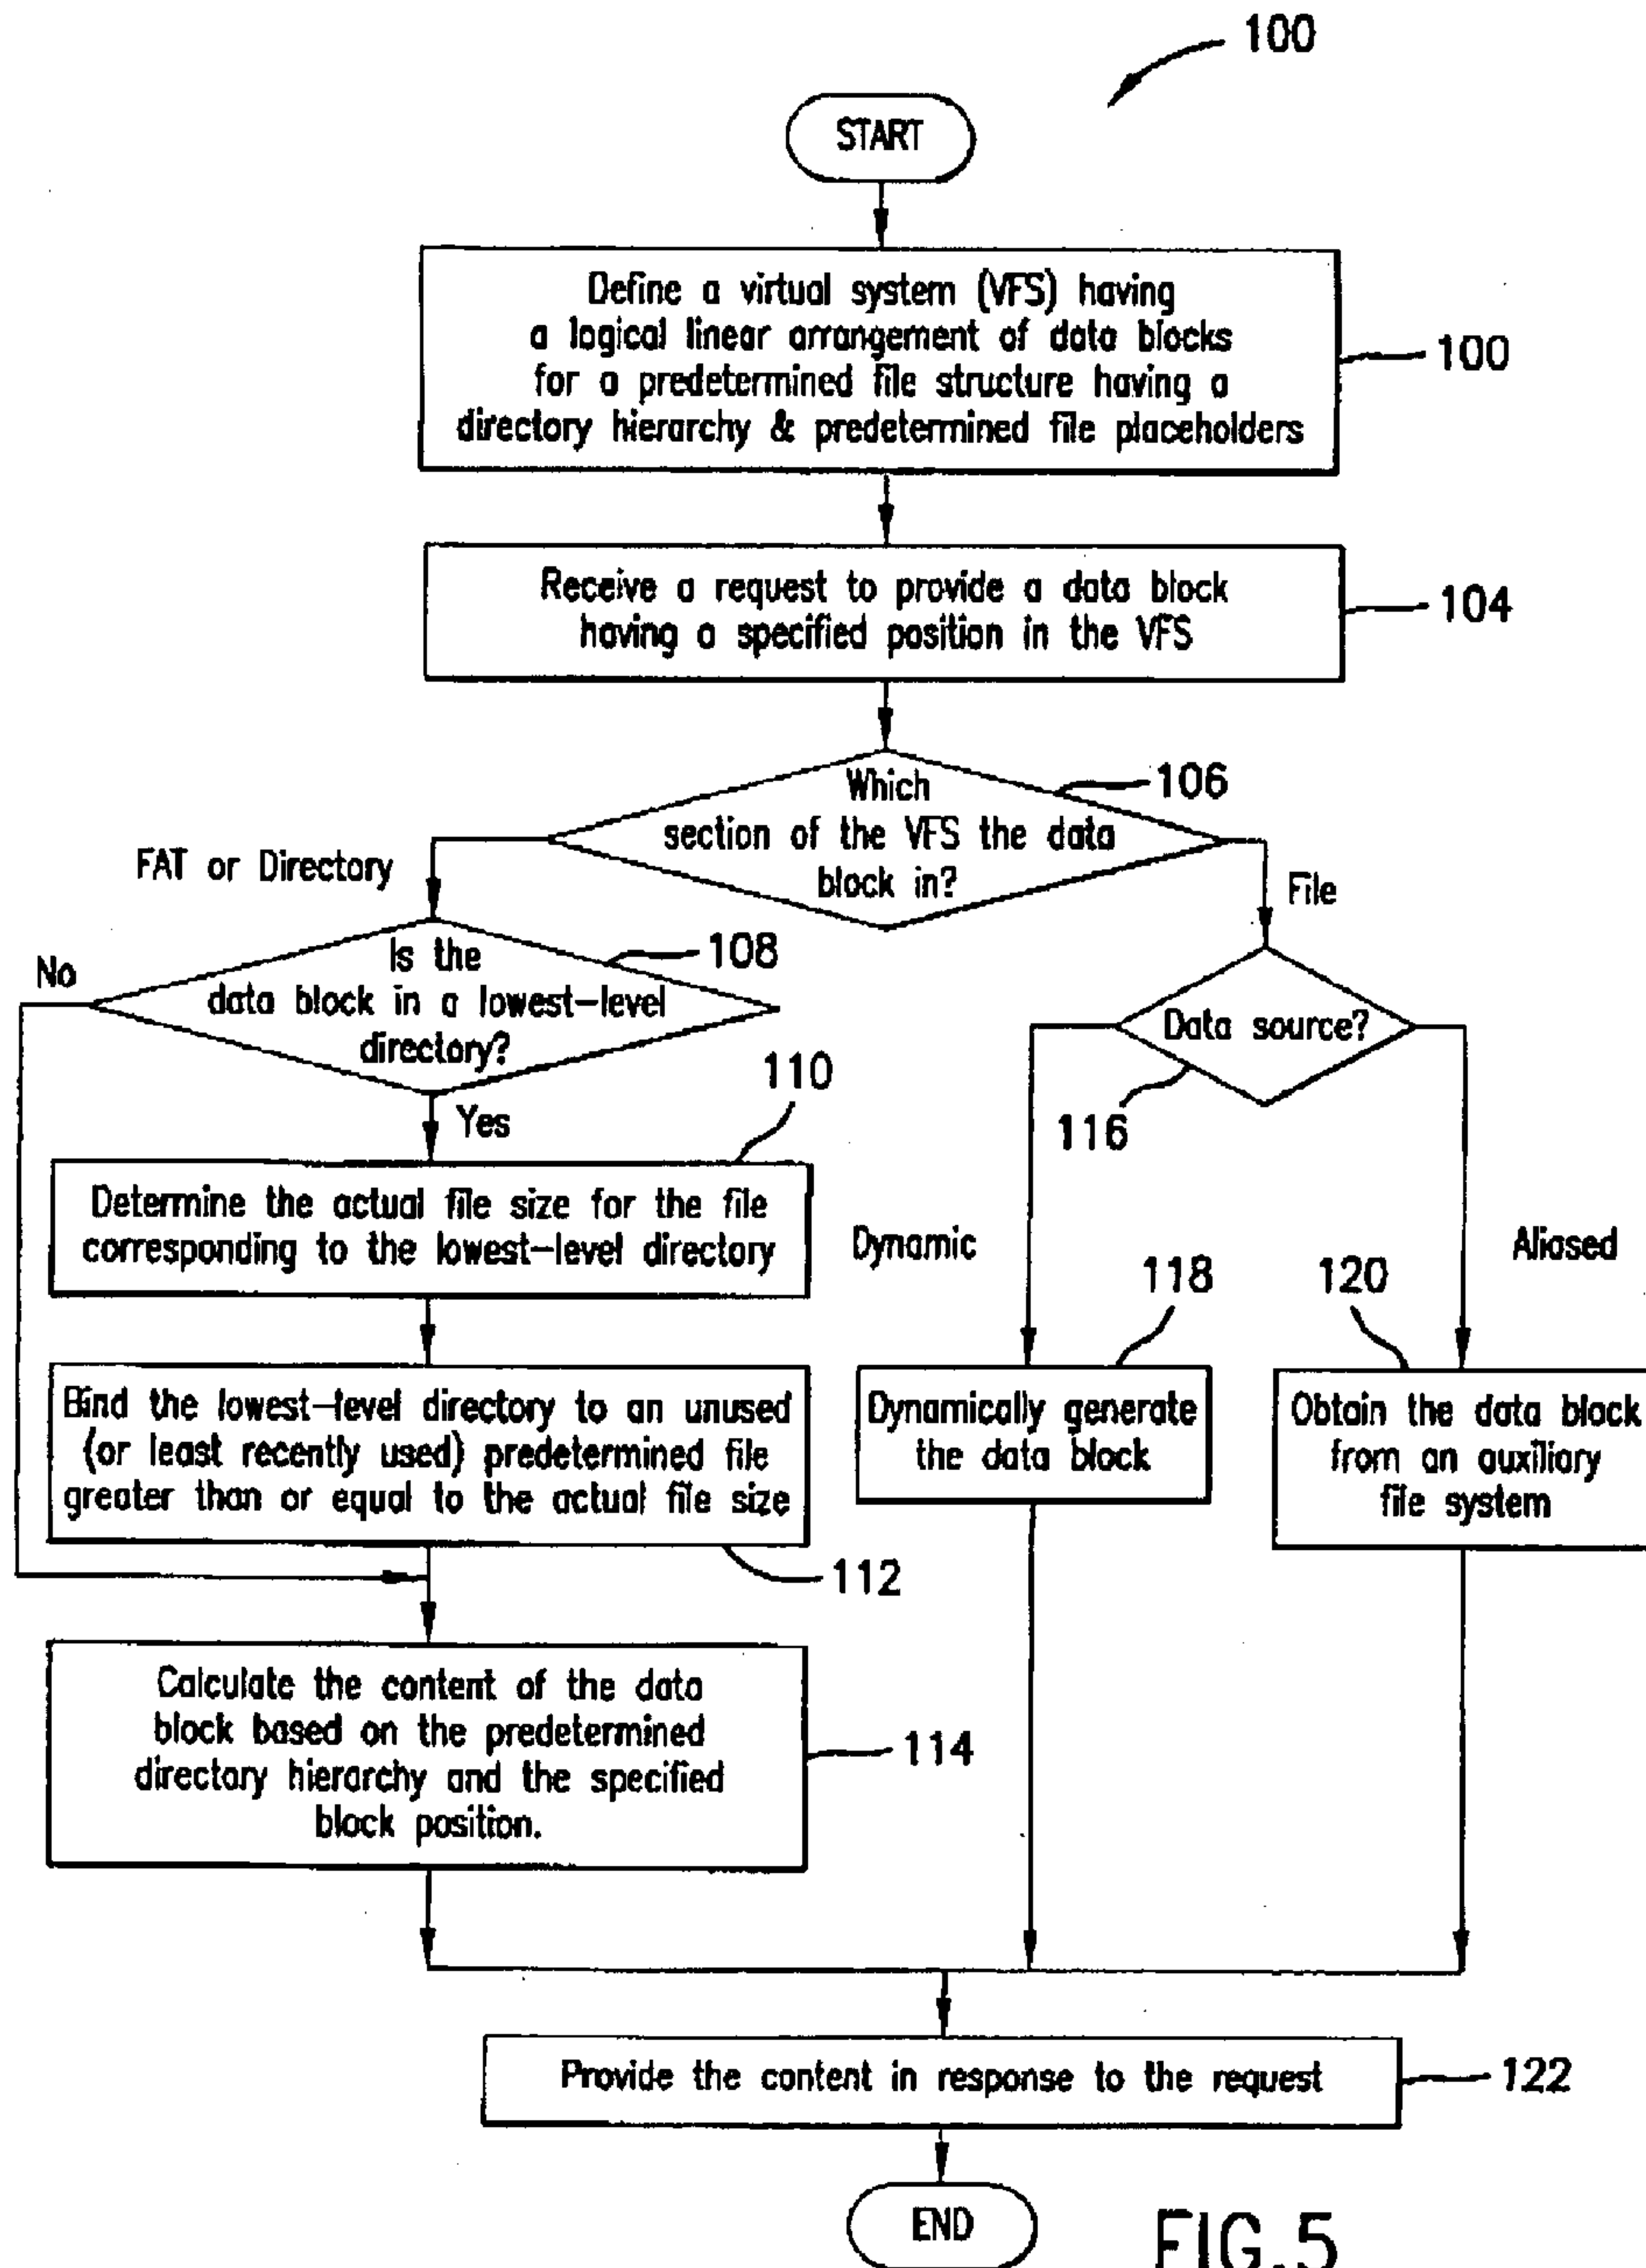 100
START
Define a virtual system (VFS) having
a logical linear arrangement of data blocks
for a predetermined file structure having a
directory hierarchy & predetermined file placeholders
100
Receive a request to provide a data block
having a specified position in the VFS
104
Which
section of the VFS the data
block in?
106
FAT or Directory
File
Is the
data block in a lowest-level
directory?
108
No
Yes
Data source?
116
110
Determine the actual file size for the file
corresponding to the lowest-level directory
Dynamic
Aliased
118
120
Bind the lowest-level directory to an unused
(or least recently used) predetermined file
greater than or equal to the actual file size
112
Dynamically generate
the data block
Obtain the data block
from an auxiliary
file system
Calculate the content of the data
block based on the predetermined
directory hierarchy and the specified
block position.
114
Provide the content in response to the request
122
END
FIG.5